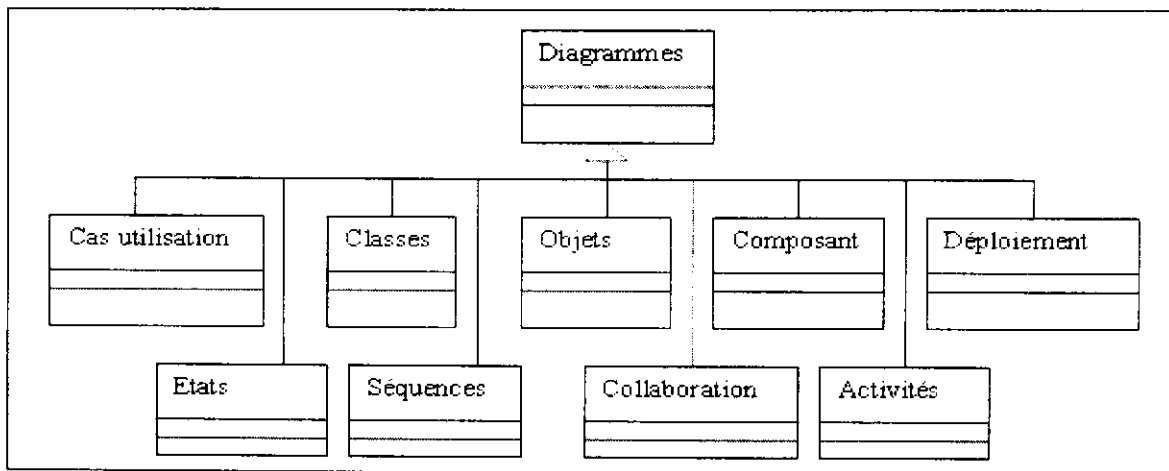 Diagrammes
Cas utilisation
Classes
Objets
Composant
Déploiement
Etats
Séquences
Collaboration
Activités